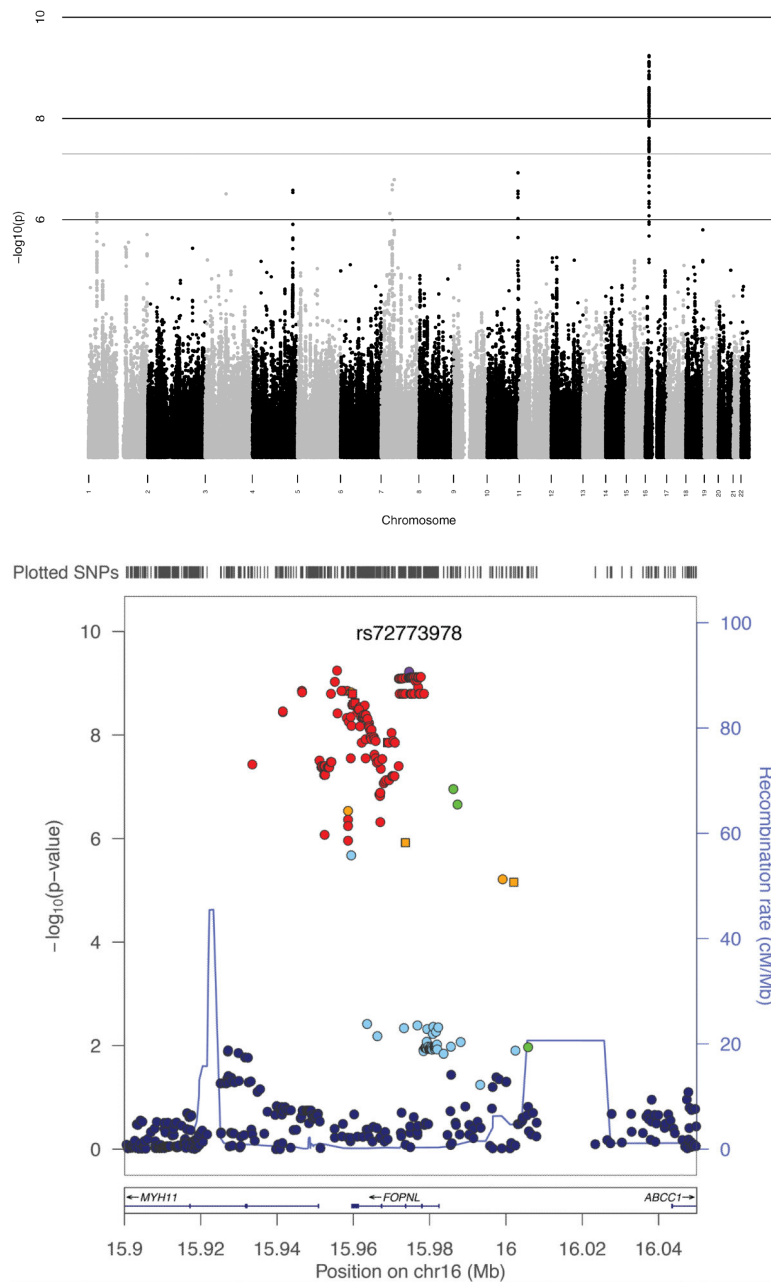 10
8
6
−log10(p)
1 2 3 4 5 6 7 8 9 10 11 12 13 14 15 16 17 18 19 20 21 22
Chromosome
Plotted SNPs
rs72773978
10
8
6
4
2
0
−log10(p−value)
100
80
60
40
20
0
Recombination rate (cM/Mb)
←MYH11
←FOPNL
ABCC1→
15.9 15.92 15.94 15.96 15.98 16 16.02 16.04
Position on chr16 (Mb)